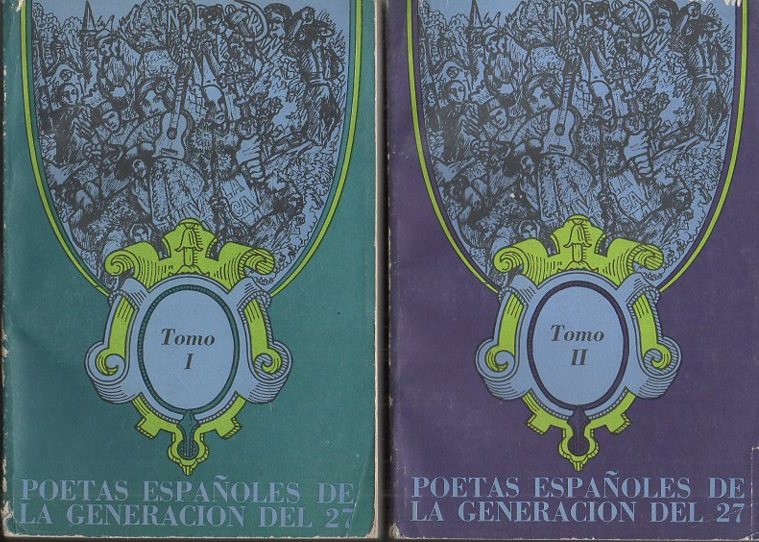 Tomo
I
POETAS ESPAÑOLES DE
LA GENERACION DEL 27
Tomo
II
POETAS ESPAÑOLES DE
LA GENERACION DEL 27